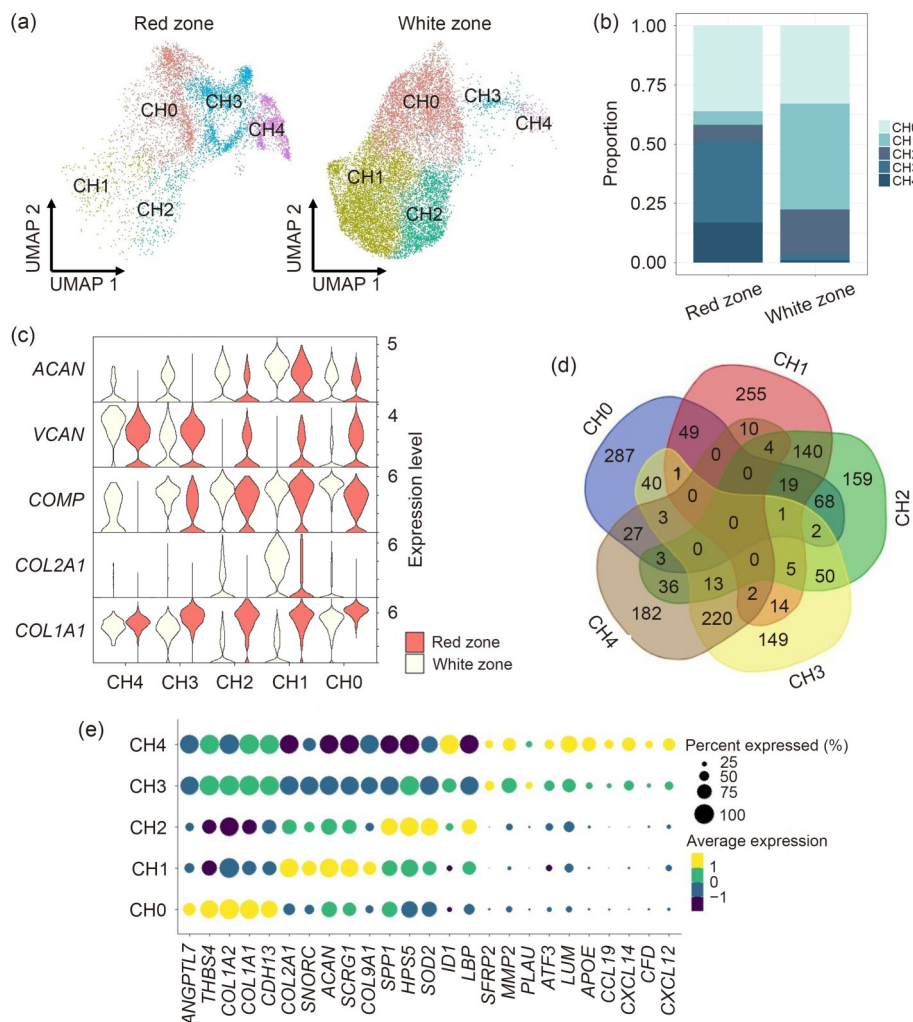 (a)
Red zone
White zone
CH0
CH3
CH4
CH1
CH2
UMAP 2
UMAP 1
CH0
CH3
CH4
CH1
CH2
UMAP 2
UMAP 1
(b)
1.00
0.75
0.50
0.25
0.00
Proportion
Red zone
White zone
(c)
ACAN
VCAN
COMP
COL2A1
COL1A1
5
4
6
6
6
Expression level
CH4 CH3 CH2 CH1 CH0
Red zone
White zone
(d)
CH1
CH0
CH2
CH4
CH3
255
49
10
4
140
287
0
159
40
1
0
19
68
0
3
0
1
2
27
0
0
5
50
3
36
13
2
14
182
220
149
(e)
CH4
CH3
CH2
CH1
CH0
ANGPTL7
THBS4
COL1A2
COL1A1
CDH13
COL2A1
SNORC
ACAN
SCRG1
COL9A1
SPP1
HPS5
SOD2
ID1
LBP
SFRP2
MMP2
PLAU
ATF3
LUM
APOE
CCL19
CXCL14
CFD
CXCL12
Percent expressed (%)
25
50
75
100
Average expression
1
0
−1